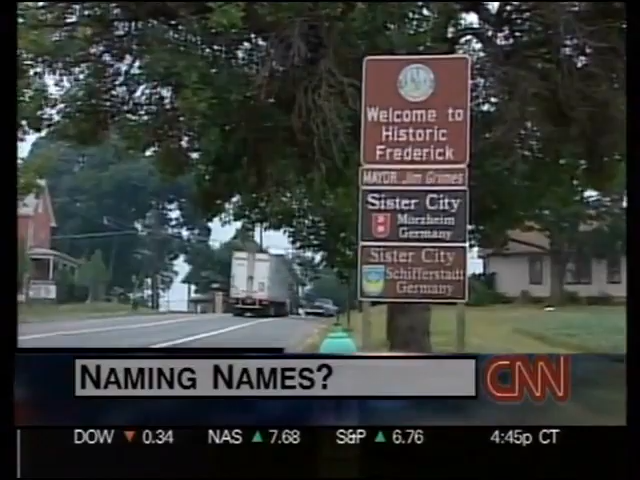 Welcome to
Historic
Frederick
MAYOR Jim Grimes
Sister City
Mörzheim
Germany
Sister City
Schifferstadt
Germany
NAMING NAMES?
CNN
DOW ▼ 0.34 NAS ▲ 7.68 S&P ▲ 6.76 4:45p CT